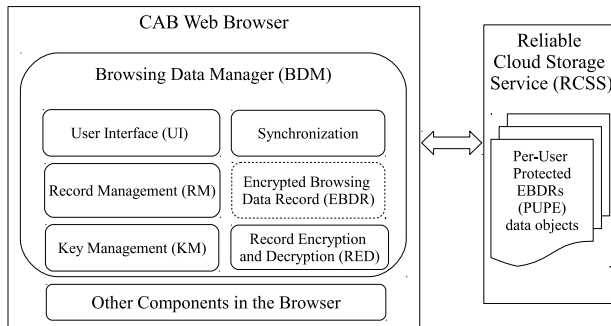 CAB Web Browser
Browsing Data Manager (BDM)
User Interface (UI)
Synchronization
Record Management (RM)
Encrypted Browsing
Data Record (EBDR)
Key Management (KM)
Record Encryption
and Decryption (RED)
Other Components in the Browser
Reliable
Cloud Storage
Service (RCSS)
Per-User
Protected
EBDRs
(PUPE)
data objects